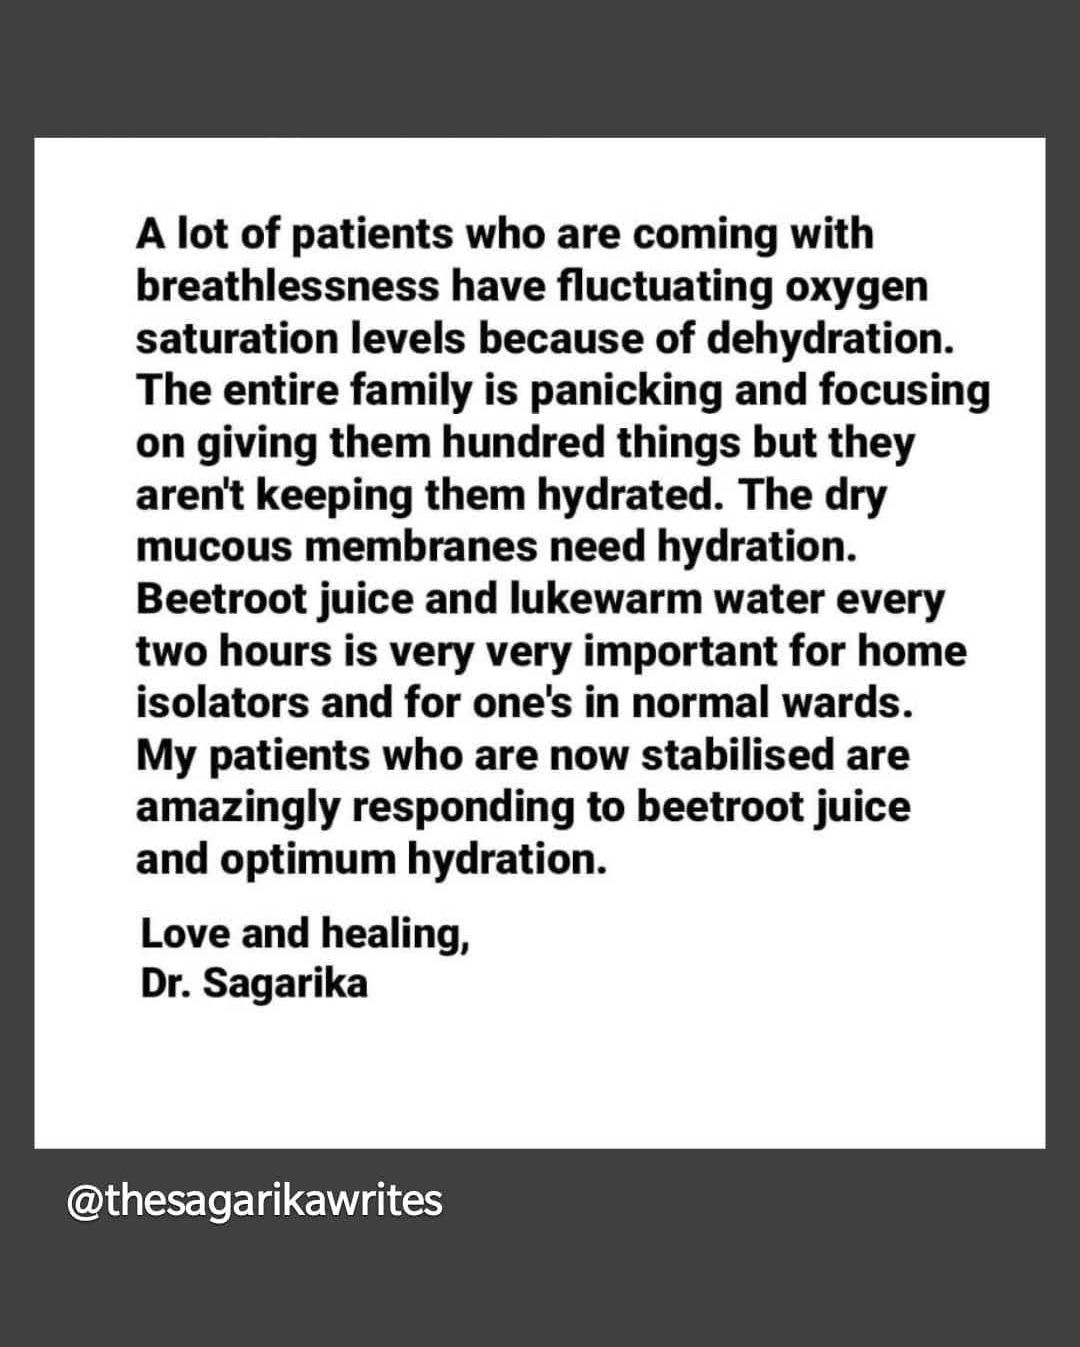 A lot of patients who are coming with
breathlessness have fluctuating oxygen
saturation levels because of dehydration.
The entire family is panicking and focusing
on giving them hundred things but they
aren't keeping them hydrated. The dry
mucous membranes need hydration.
Beetroot juice and lukewarm water every
two hours is very very important for home
isolators and for one's in normal wards.
My patients who are now stabilised are
amazingly responding to beetroot juice
and optimum hydration.
Love and healing,
Dr. Sagarika
@thesagarikawrites